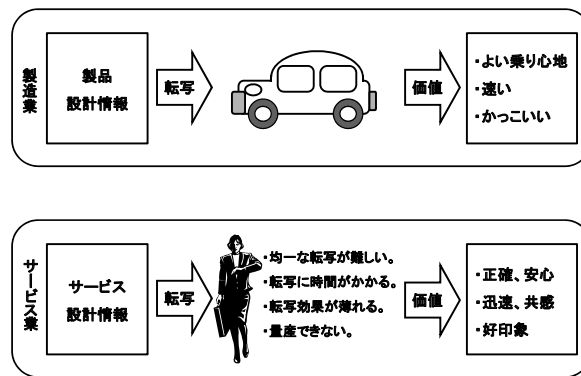 製造業
製品
設計情報
転写
価値
・よい乗り心地
・速い
・かっこいい
サービス業
サービス
設計情報
転写
・均一な転写が難しい。
・転写に時間がかかる。
・転写効果が薄れる。
・量産できない。
価値
・正確、安心
・迅速、共感
・好印象